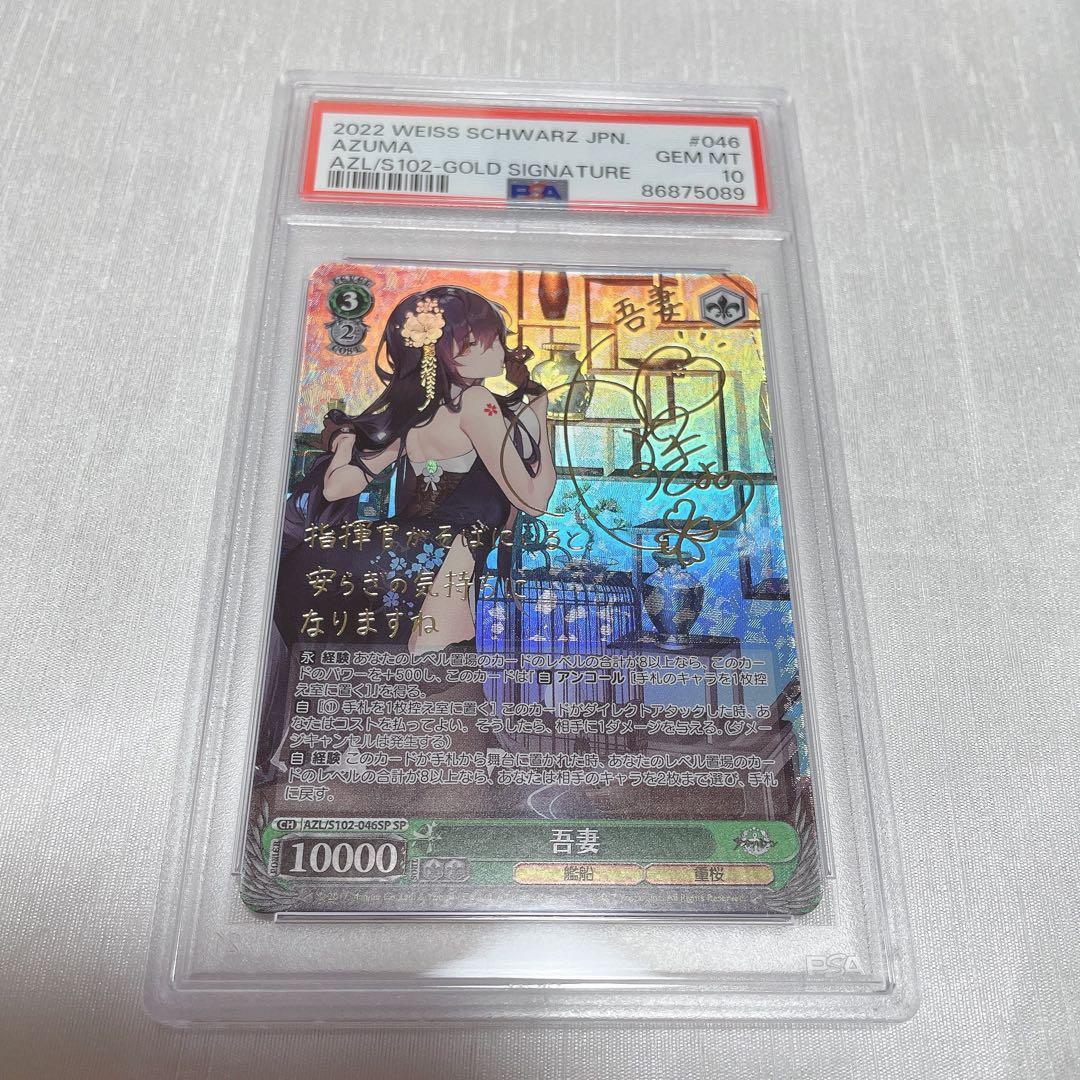 2022 WEISS SCHWARZ JPN. #046
AZUMA GEM MT
AZL/S102-GOLD SIGNATURE 10
PSA 86875089
LEVEL
3
2
COST
吾妻
指揮官がそばにいると、
安らぎの気持ちに
なりますね
永 経験 あなたのレベル置場のカードのレベルの合計が8以上なら、このカー
ドのパワーを+500し、このカードは『自 アンコール [手札のキャラを1枚控
え室に置く]』を得る。
自 [① 手札を1枚控え室に置く] このカードがダイレクトアタックした時、あ
なたはコストを払ってよい。そうしたら、相手に1ダメージを与える。(ダメ
ージキャンセルは発生する)
自 経験 このカードが手札から舞台に置かれた時、あなたのレベル置場のカー
ドのレベルの合計が8以上なら、あなたは相手のキャラを2枚まで選び、手札
に戻す。
CH AZL/S102-046SP SP
10000
吾妻
艦船 重桜
All Rights Reserved.
PSA